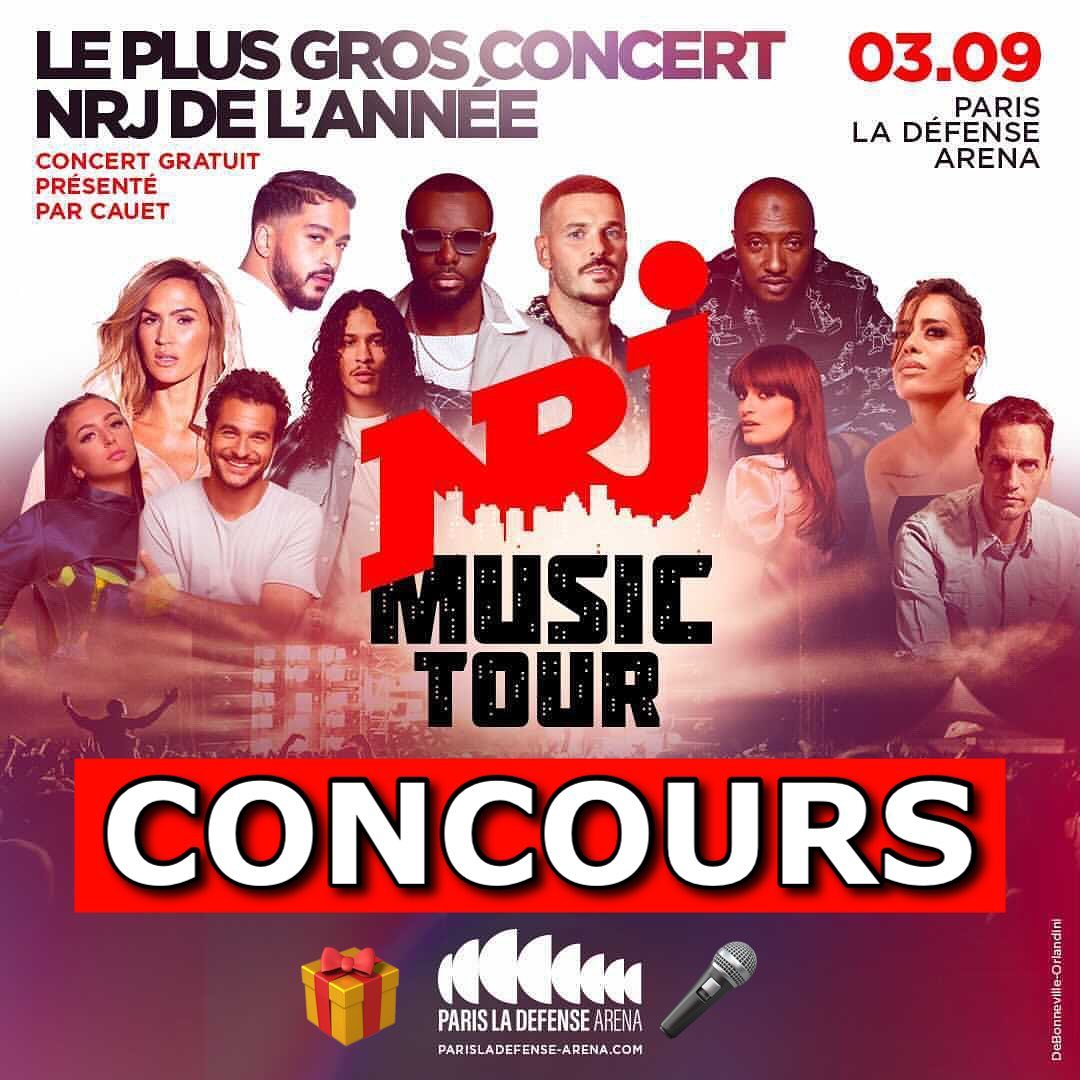 LE PLUS GROS CONCERT
NRJ DE L'ANNÉE
CONCERT GRATUIT
PRÉSENTÉ
PAR CAUET
03.09
PARIS
LA DÉFENSE
ARENA
NRJ
MUSIC
TOUR
CONCOURS
PARIS LA DEFENSE ARENA
PARISLADEFENSE-ARENA.COM
DeBonneville-Orlandini